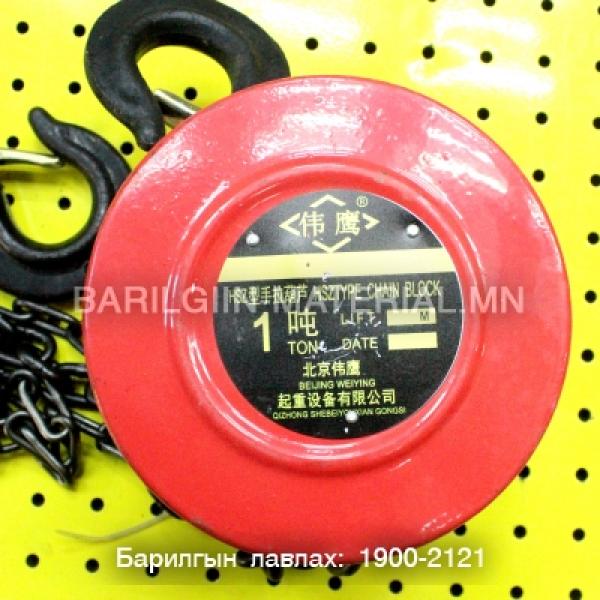 伟鹰®
HSZ型手拉葫芦 HSZTYPE CHAIN BLOCK
BARILGIIN-MATERIAL.MN
1 吨 LIFT M
TON DATE
北京伟鹰
BEIJING WEIYING
起重设备有限公司
QIZHONG SHEBEIYOUXIAN GONGSI
Барилгын лавлах: 1900-2121